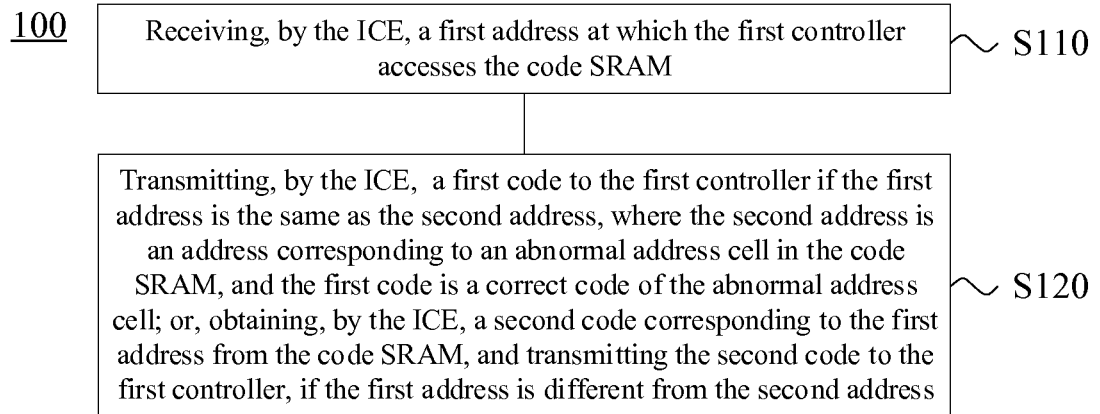 100
Receiving, by the ICE, a first address at which the first controller
accesses the code SRAM
S110
Transmitting, by the ICE, a first code to the first controller if the first
address is the same as the second address, where the second address is
an address corresponding to an abnormal address cell in the code
SRAM, and the first code is a correct code of the abnormal address
cell; or, obtaining, by the ICE, a second code corresponding to the first
address from the code SRAM, and transmitting the second code to the
first controller, if the first address is different from the second address
S120